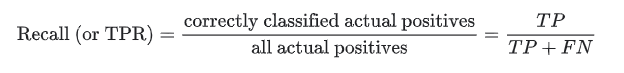 Recall (or TPR) = correctly classified actual positives / all actual positives = TP / TP + FN